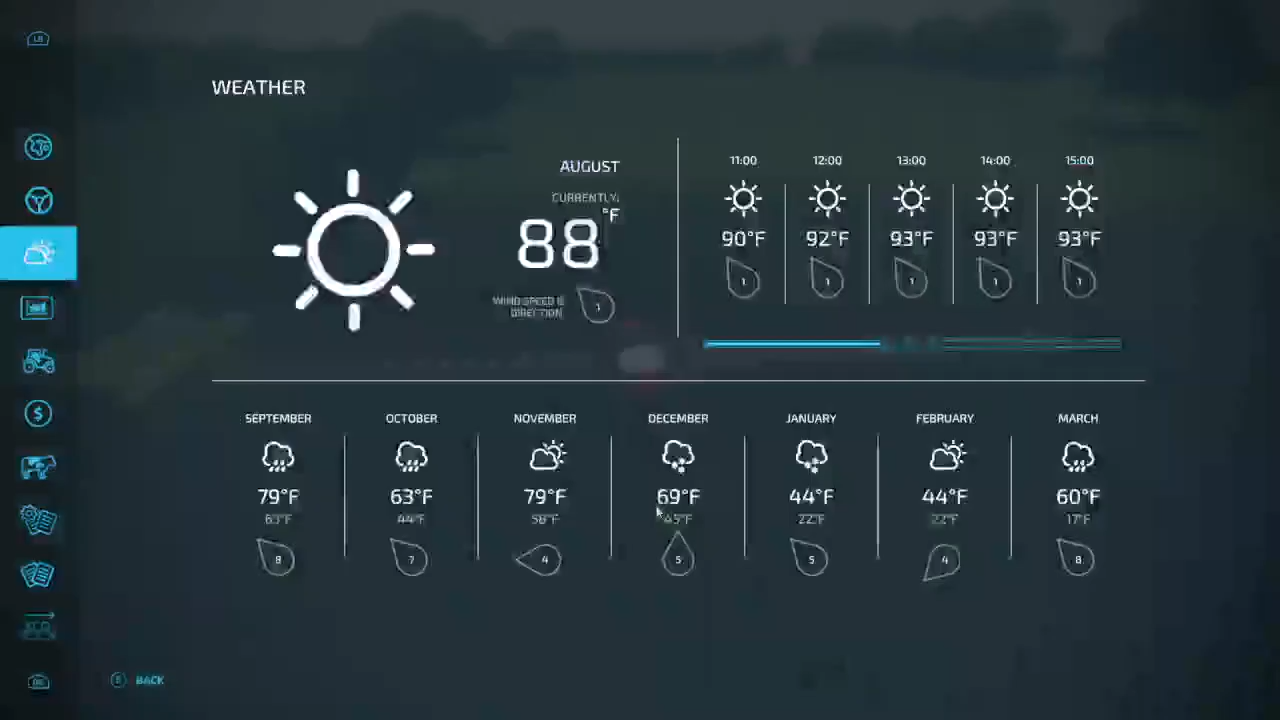 LB
WEATHER
AUGUST
CURRENTLY:
88 °F
WIND SPEED &
DIRECTION
1
11:00 12:00 13:00 14:00 15:00
90°F 92°F 93°F 93°F 93°F
1 1 1 1 1
SEPTEMBER OCTOBER NOVEMBER DECEMBER JANUARY FEBRUARY MARCH
79°F 63°F 79°F 69°F 44°F 44°F 60°F
63°F 44°F 58°F 45°F 22°F 22°F 17°F
8 7 4 5 5 4 8
BACK